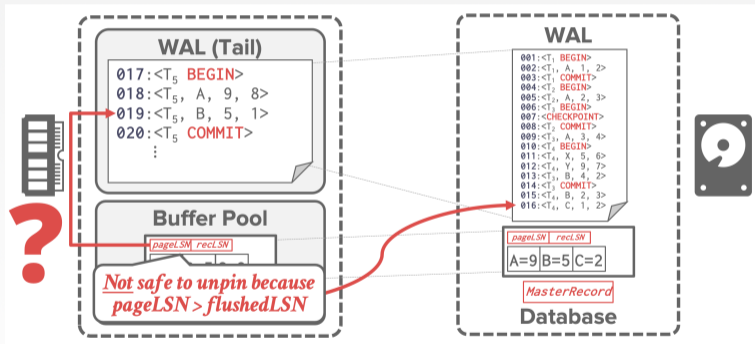 WAL (Tail)
017:<T5 BEGIN>
018:<T5, A, 9, 8>
019:<T5, B, 5, 1>
020:<T5 COMMIT>
⋮
Buffer Pool
pageLSN recLSN
Not safe to unpin because
pageLSN > flushedLSN
?
WAL
001:<T1 BEGIN>
002:<T1, A, 1, 2>
003:<T1 COMMIT>
004:<T2 BEGIN>
005:<T2, A, 2, 3>
006:<T3 BEGIN>
007:<CHECKPOINT>
008:<T2 COMMIT>
009:<T3, A, 3, 4>
010:<T4 BEGIN>
011:<T4, X, 5, 6>
012:<T4, Y, 9, 7>
013:<T3, B, 4, 2>
014:<T3 COMMIT>
015:<T4, B, 2, 3>
016:<T4, C, 1, 2>
pageLSN recLSN
A=9 B=5 C=2
MasterRecord
Database